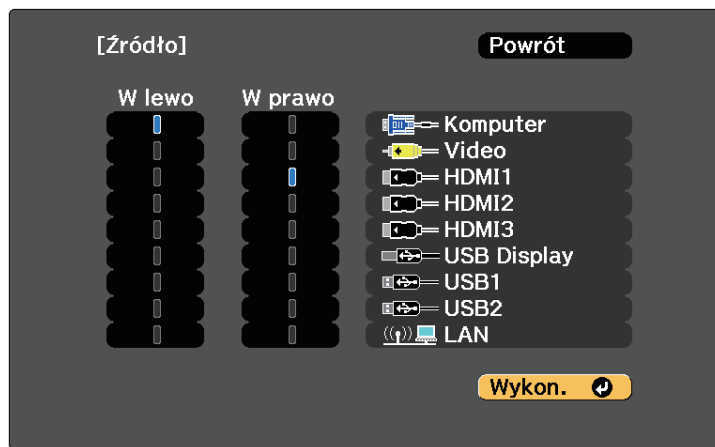 [Źródło]
Powrót
W lewo
W prawo
Komputer
Video
HDMI1
HDMI2
HDMI3
USB Display
USB1
USB2
LAN
Wykon.